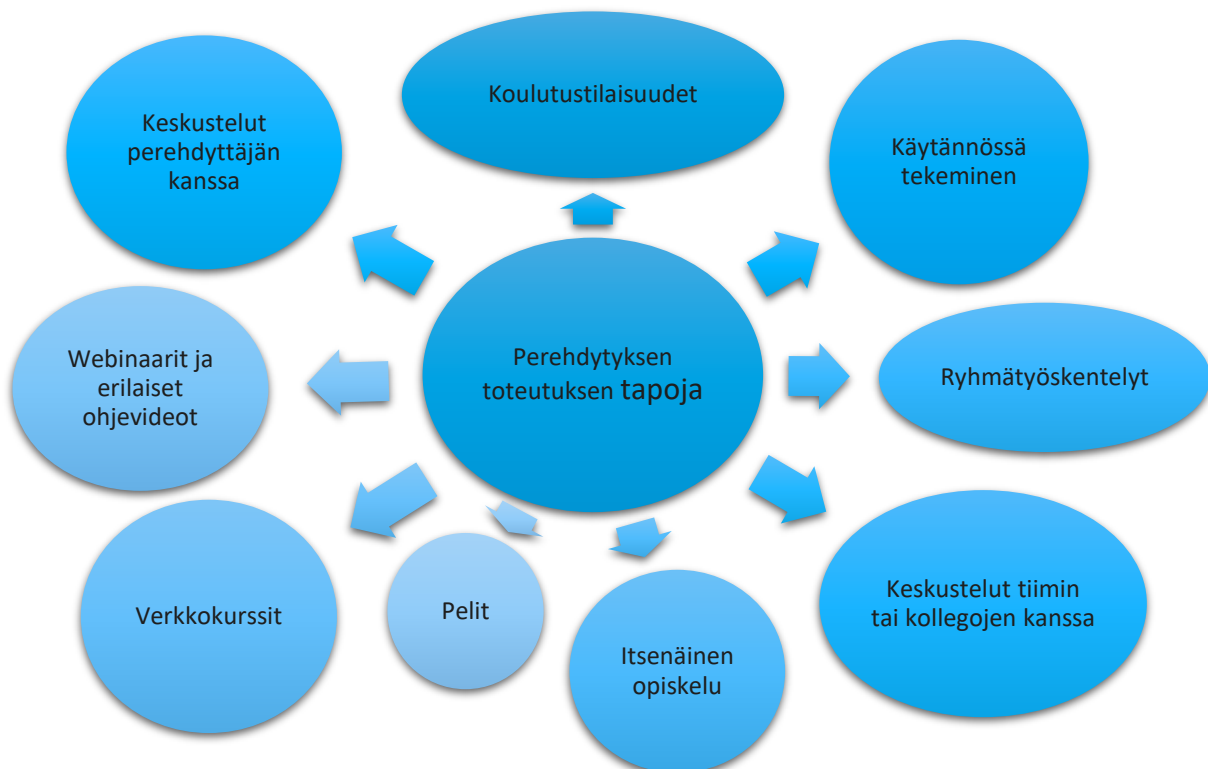 Koulutustilaisuudet
Keskustelut
perehdyttäjän
kanssa
Käytännössä
tekeminen
Perehdytyksen
toteutuksen tapoja
Webinaarit ja
erilaiset
ohjevideot
Ryhmätyöskentelyt
Verkkokurssit
Pelit
Itsenäinen
opiskelu
Keskustelut tiimin
tai kollegojen kanssa